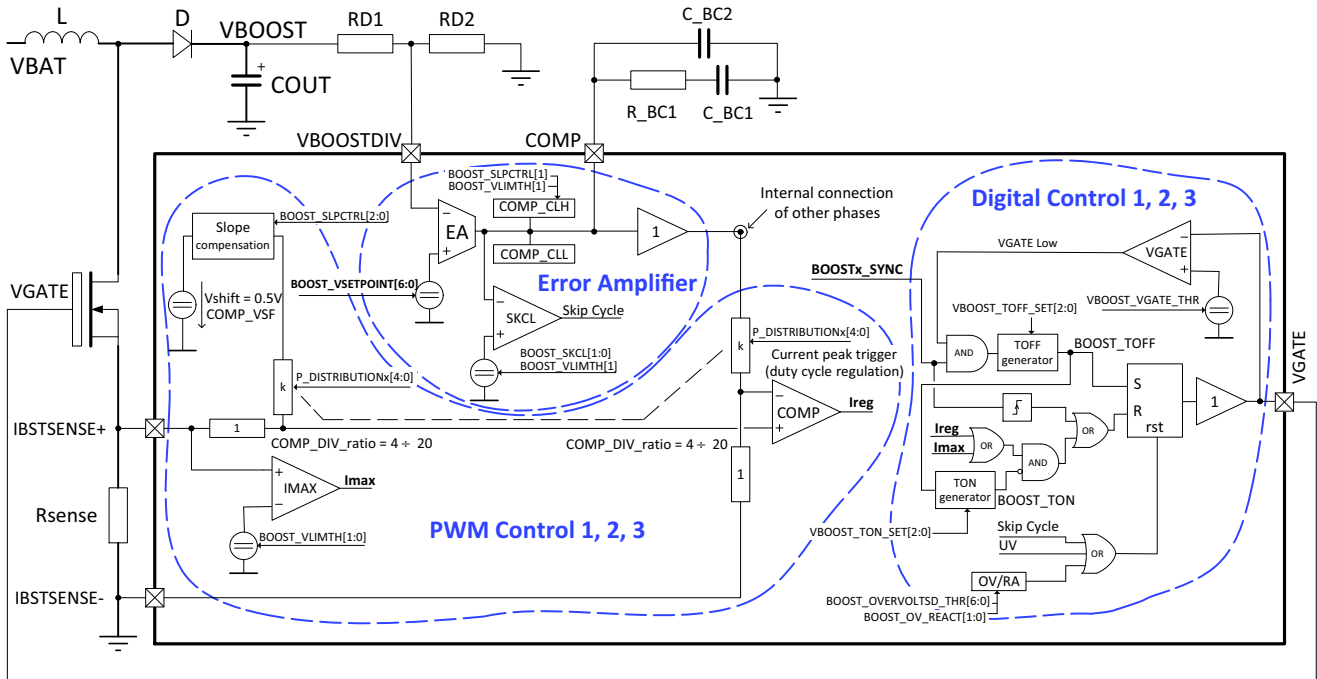 L
D
VBOOST
RD1
RD2
C_BC2
VBAT
+
COUT
R_BC1
C_BC1
VBOOSTDIV
COMP
BOOST_SLPCTRL[1]
BOOST_VLIMTH[1]
Internal connection
of other phases
Digital Control 1, 2, 3
Slope
compensation
BOOST_SLPCTRL[2:0]
−
EA
+
COMP_CLH
COMP_CLL
1
VGATE Low
−
VGATE
+
Error Amplifier
BOOSTx_SYNC
VGATE
Vshift = 0.5V
COMP_VSF
BOOST_VSETPOINT[6:0]
VBOOST_VGATE_THR
VBOOST_TOFF_SET[2:0]
−
SKCL
+
Skip Cycle
k
P_DISTRIBUTIONx[4:0]
AND
TOFF
generator
BOOST_TOFF
Current peak trigger
(duty cycle regulation)
BOOST_SKCL[1:0]
BOOST_VLIMTH[1]
k
P_DISTRIBUTIONx[4:0]
S
R
rst
1
VGATE
−
COMP
+
Ireg
IBSTSENSE+
1
COMP_DIV_ratio = 4 ÷ 20
COMP_DIV_ratio = 4 ÷ 20
Ireg
Imax
OR
OR
AND
+
IMAX
−
Imax
1
TON
generator
BOOST_TON
Rsense
PWM Control 1, 2, 3
BOOST_VLIMTH[1:0]
VBOOST_TON_SET[2:0]
Skip Cycle
UV
OR
OV/RA
IBSTSENSE-
BOOST_OVERVOLTSD_THR[6:0]
BOOST_OV_REACT[1:0]